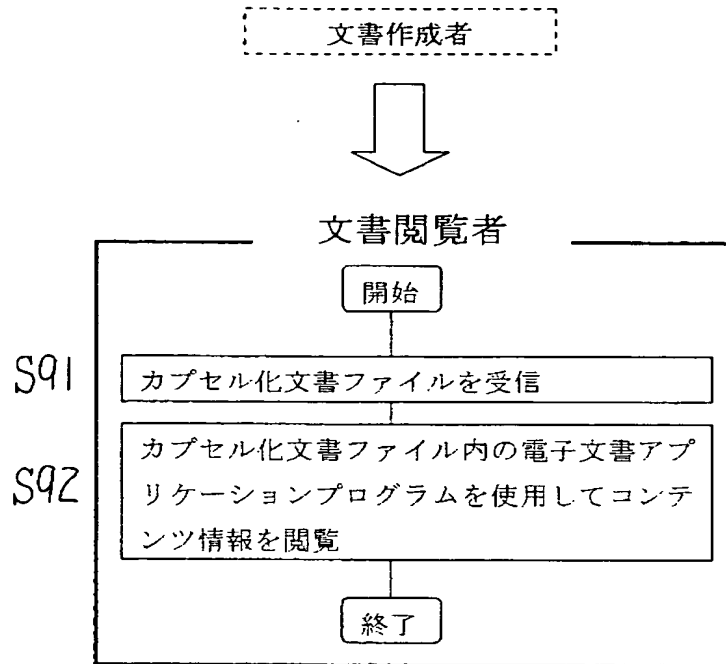 文書作成者
文書閲覧者
開始
S91
カプセル化文書ファイルを受信
S92
カプセル化文書ファイル内の電子文書アプ
リケーションプログラムを使用してコンテ
ンツ情報を閲覧
終了